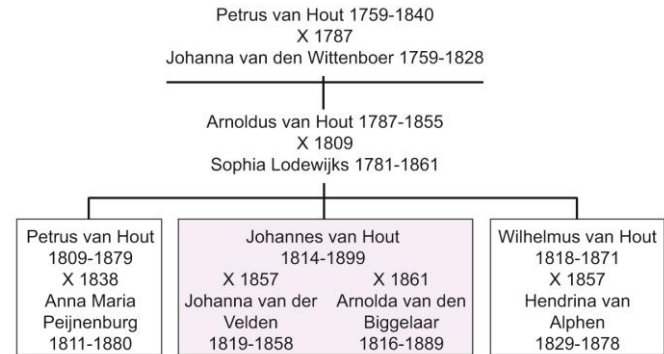 Petrus van Hout 1759-1840
X 1787
Johanna van den Wittenboer 1759-1828
Arnoldus van Hout 1787-1855
X 1809
Sophia Lodewijks 1781-1861
Petrus van Hout
1809-1879
X 1838
Anna Maria
Peijnenburg
1811-1880
Johannes van Hout
1814-1899
X 1857
Johanna van der
Velden
1819-1858
X 1861
Arnolda van den
Biggelaar
1816-1889
Wilhelmus van Hout
1818-1871
X 1857
Hendrina van
Alphen
1829-1878